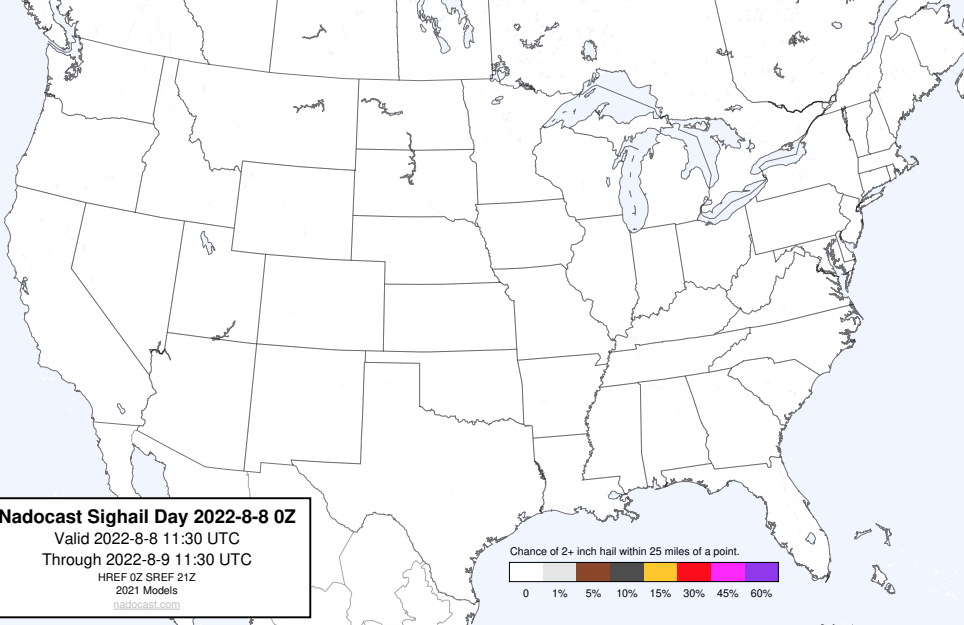 Nadocast Sighail Day 2022-8-8 0Z
Valid 2022-8-8 11:30 UTC
Through 2022-8-9 11:30 UTC
HREF 0Z SREF 21Z
2021 Models
nadocast.com
Chance of 2+ inch hail within 25 miles of a point.
0 1% 5% 10% 15% 30% 45% 60%